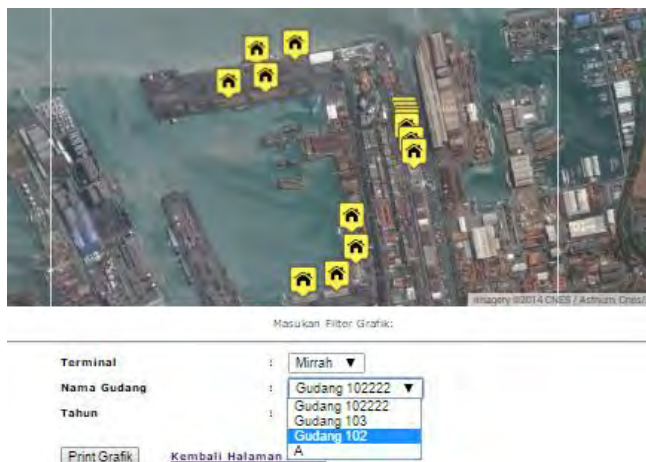 Imagery ©2014 CNES / Astrium, Cnes/
Masukan Filter Grafik:
Terminal : Mirrah ▼
Nama Gudang : Gudang 102222 ▼
Tahun :
Gudang 102222
Gudang 103
Gudang 102
A
Print Grafik Kembali Halaman